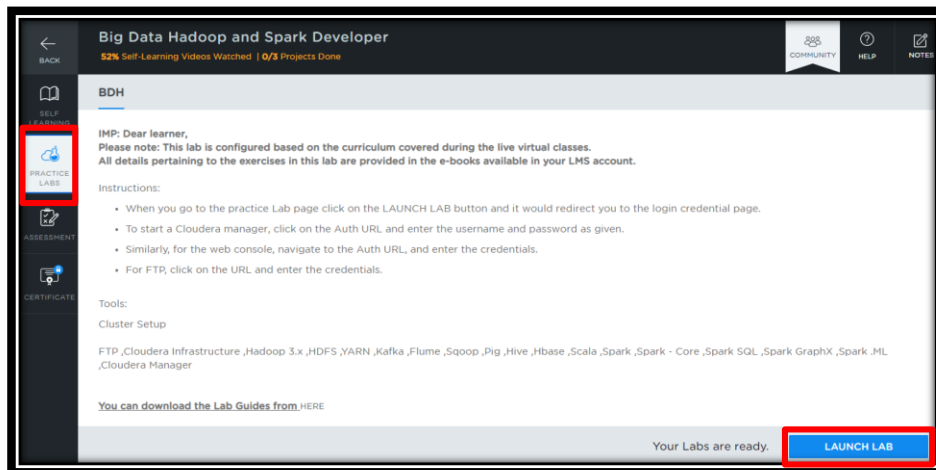 BACK
Big Data Hadoop and Spark Developer
52% Self-Learning Videos Watched | 0/3 Projects Done
COMMUNITY
HELP
NOTES
SELF
LEARNING
PRACTICE
LABS
ASSESSMENT
CERTIFICATE
BDH
IMP: Dear learner,
Please note: This lab is configured based on the curriculum covered during the live virtual classes.
All details pertaining to the exercises in this lab are provided in the e-books available in your LMS account.
Instructions:
• When you go to the practice Lab page click on the LAUNCH LAB button and it would redirect you to the login credential page.
• To start a Cloudera manager, click on the Auth URL and enter the username and password as given.
• Similarly, for the web console, navigate to the Auth URL, and enter the credentials.
• For FTP, click on the URL and enter the credentials.
Tools:
Cluster Setup
FTP ,Cloudera Infrastructure ,Hadoop 3.x ,HDFS ,YARN ,Kafka ,Flume ,Sqoop ,Pig ,Hive ,Hbase ,Scala ,Spark ,Spark - Core ,Spark SQL ,Spark GraphX ,Spark .ML
,Cloudera Manager
You can download the Lab Guides from HERE
Your Labs are ready.
LAUNCH LAB